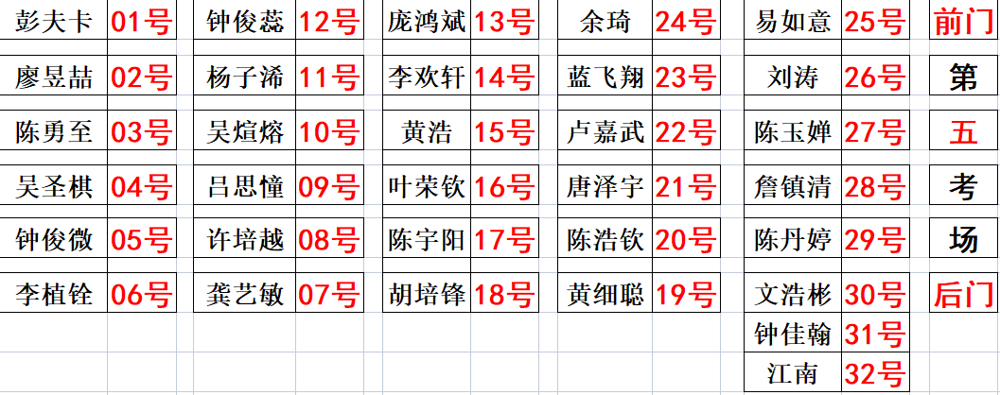 彭夫卡 01号 钟俊蕊 12号 庞鸿斌 13号 余琦 24号 易如意 25号 前门
廖昱喆 02号 杨子浠 11号 李欢轩 14号 蓝飞翔 23号 刘涛 26号 第
陈勇至 03号 吴煊熔 10号 黄浩 15号 卢嘉武 22号 陈玉婵 27号 五
吴圣棋 04号 吕思憧 09号 叶荣钦 16号 唐泽宇 21号 詹镇清 28号 考
钟俊微 05号 许培越 08号 陈宇阳 17号 陈浩钦 20号 陈丹婷 29号 场
李植铨 06号 龚艺敏 07号 胡培锋 18号 黄细聪 19号 文浩彬 30号 后门
钟佳翰 31号
江南 32号